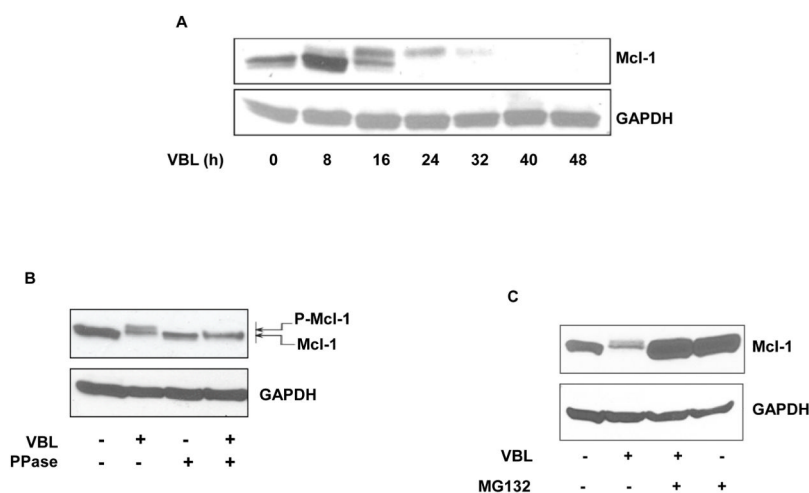 A
Mcl-1
GAPDH
VBL (h) 0 8 16 24 32 40 48
B
P-Mcl-1
Mcl-1
GAPDH
VBL - + - +
PPase - - + +
C
Mcl-1
GAPDH
VBL - + + -
MG132 - - + +